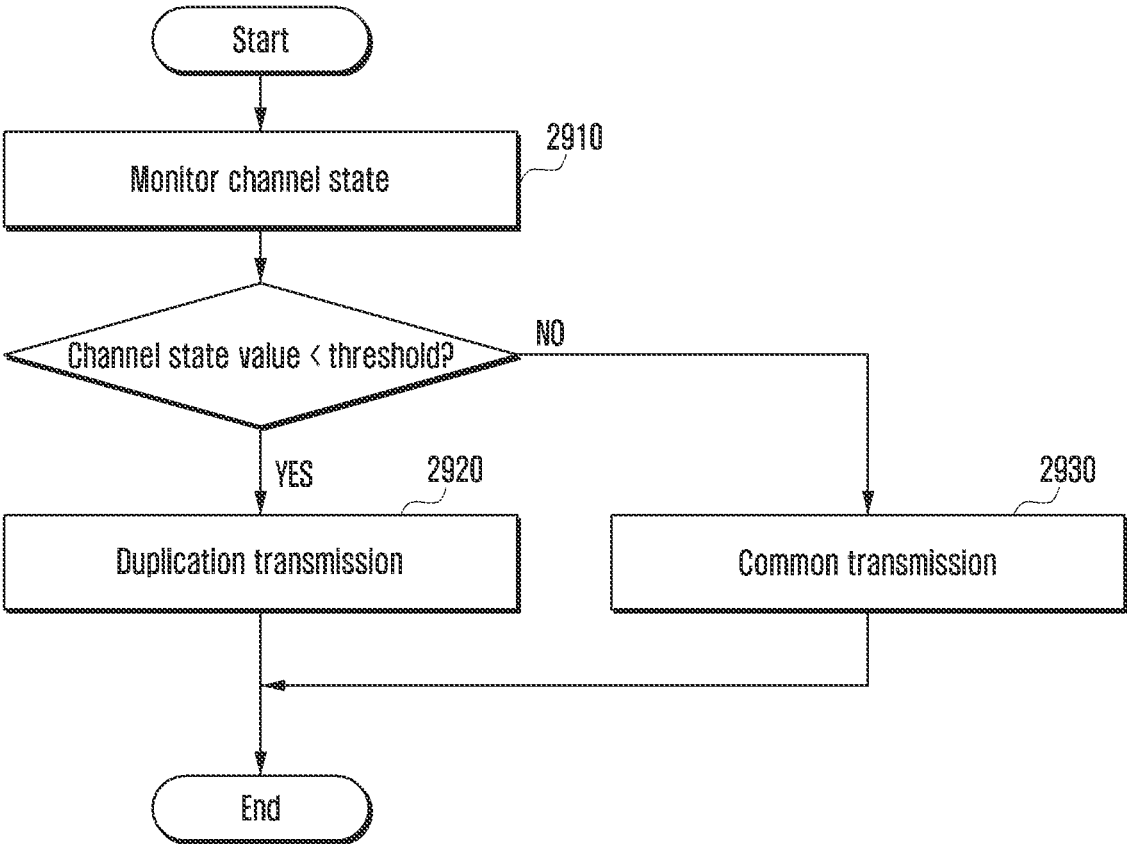 Start
2910
Monitor channel state
Channel state value < threshold?
NO
YES
2920
2930
Duplication transmission
Common transmission
End